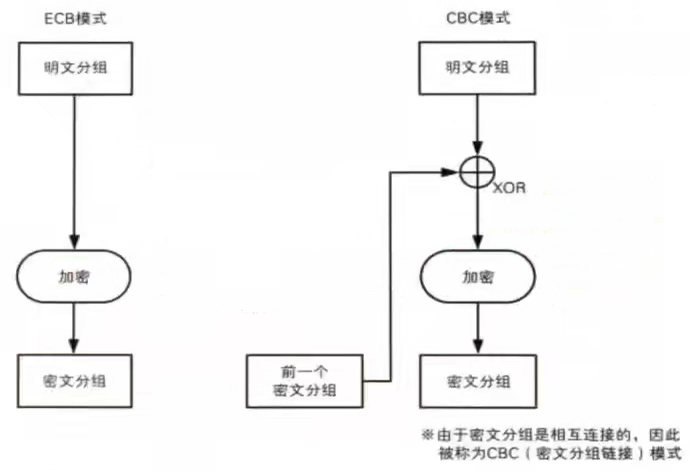 ECB模式
CBC模式
明文分组
明文分组
XOR
加密
加密
密文分组
前一个
密文分组
密文分组
※由于密文分组是相互连接的，因此
被称为CBC（密文分组链接）模式